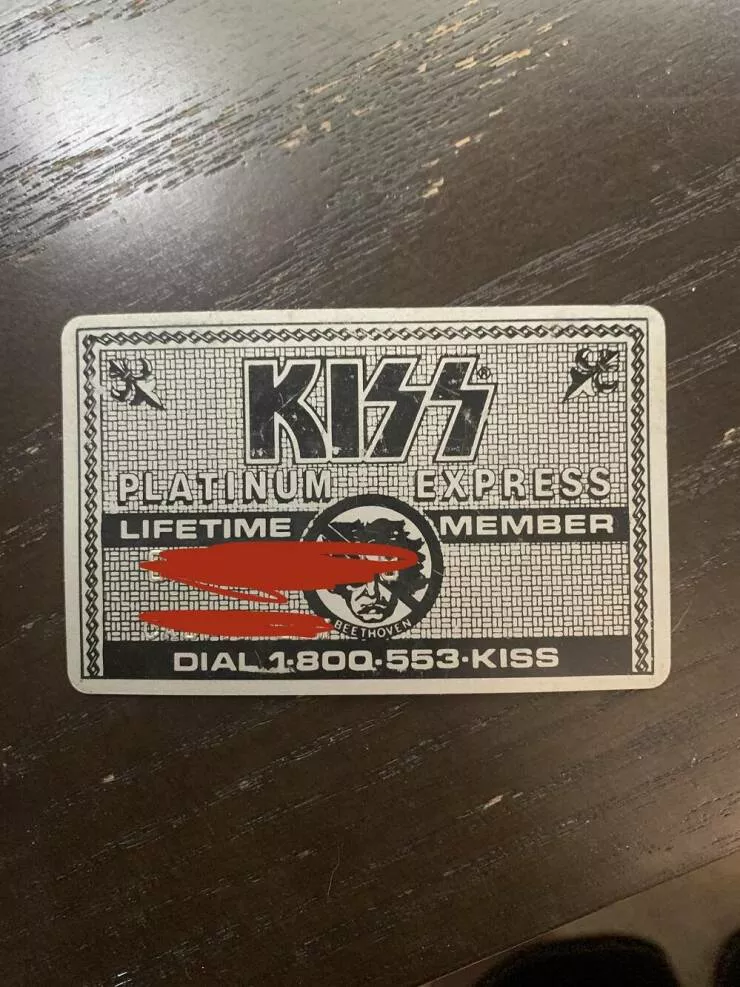 KISS®
PLATINUM EXPRESS
LIFETIME MEMBER
BEETHOVEN
DIAL 1-800-553-KISS